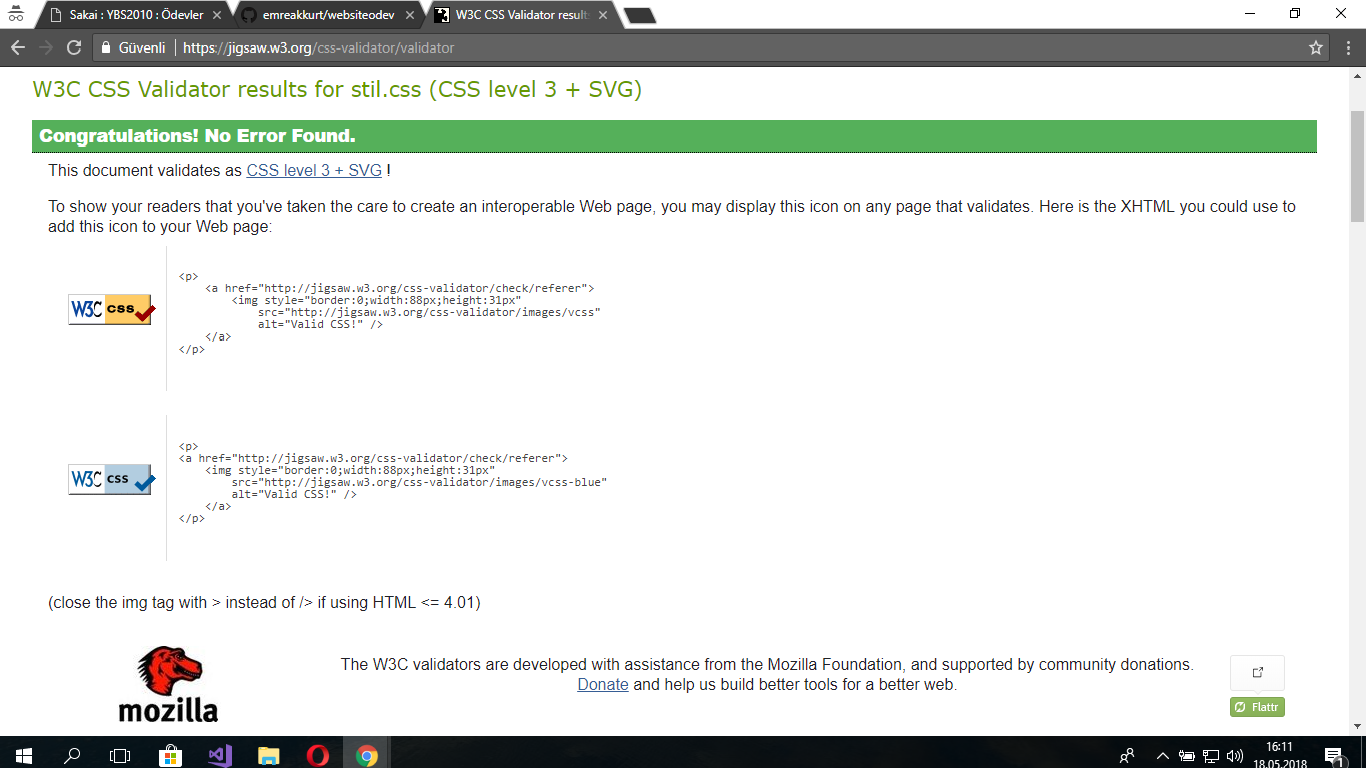 Sakai : YBS2010 : Ödevler
emreakkurt/websiteodev
W3C CSS Validator results
Güvenli
https://jigsaw.w3.org/css-validator/validator
W3C CSS Validator results for stil.css (CSS level 3 + SVG)
Congratulations! No Error Found.
This document validates as CSS level 3 + SVG !
To show your readers that you've taken the care to create an interoperable Web page, you may display this icon on any page that validates. Here is the XHTML you could use to
add this icon to your Web page:
W3C css
<p>
<a href="http://jigsaw.w3.org/css-validator/check/referer">
<img style="border:0;width:88px;height:31px"
src="http://jigsaw.w3.org/css-validator/images/vcss"
alt="Valid CSS!" />
</a>
</p>
W3C css
<p>
<a href="http://jigsaw.w3.org/css-validator/check/referer">
<img style="border:0;width:88px;height:31px"
src="http://jigsaw.w3.org/css-validator/images/vcss-blue"
alt="Valid CSS!" />
</a>
</p>
(close the img tag with > instead of /> if using HTML <= 4.01)
mozilla
The W3C validators are developed with assistance from the Mozilla Foundation, and supported by community donations.
Donate and help us build better tools for a better web.
Flattr
16:11
18.05.2018
1